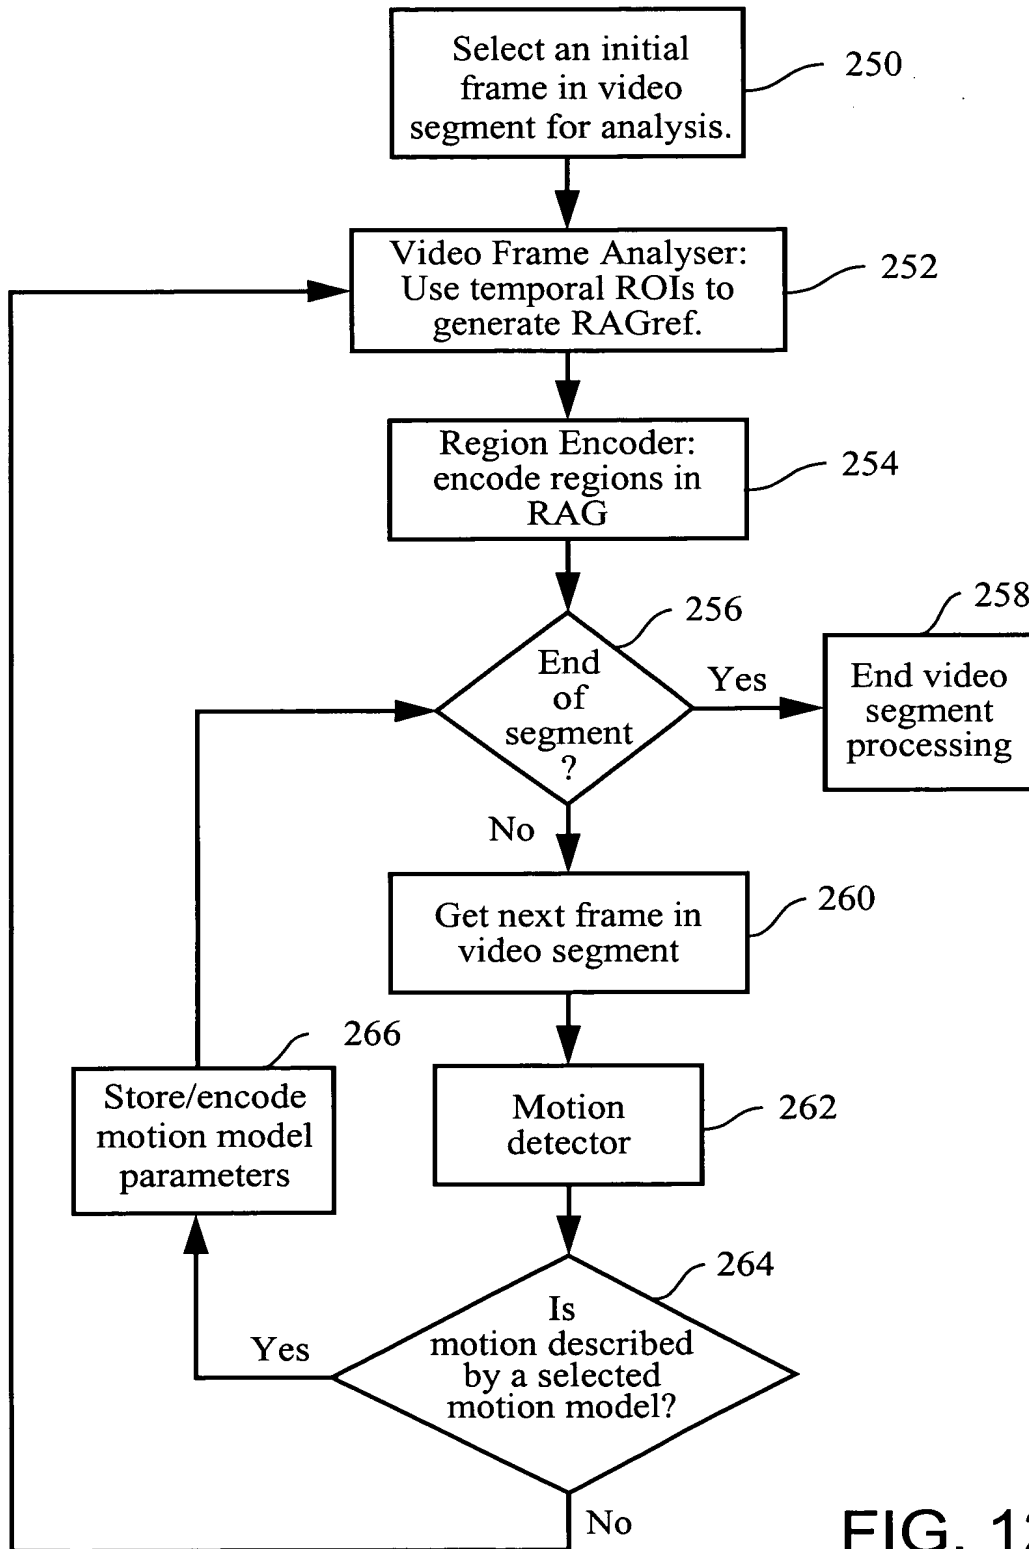 Select an initial
frame in video
segment for analysis.
250
Video Frame Analyser:
Use temporal ROIs to
generate RAGref.
252
Region Encoder:
encode regions in
RAG
254
256
End
of
segment
?
Yes
258
End video
segment
processing
No
Get next frame in
video segment
260
266
Store/encode
motion model
parameters
Motion
detector
262
264
Is
motion described
by a selected
motion model?
Yes
No